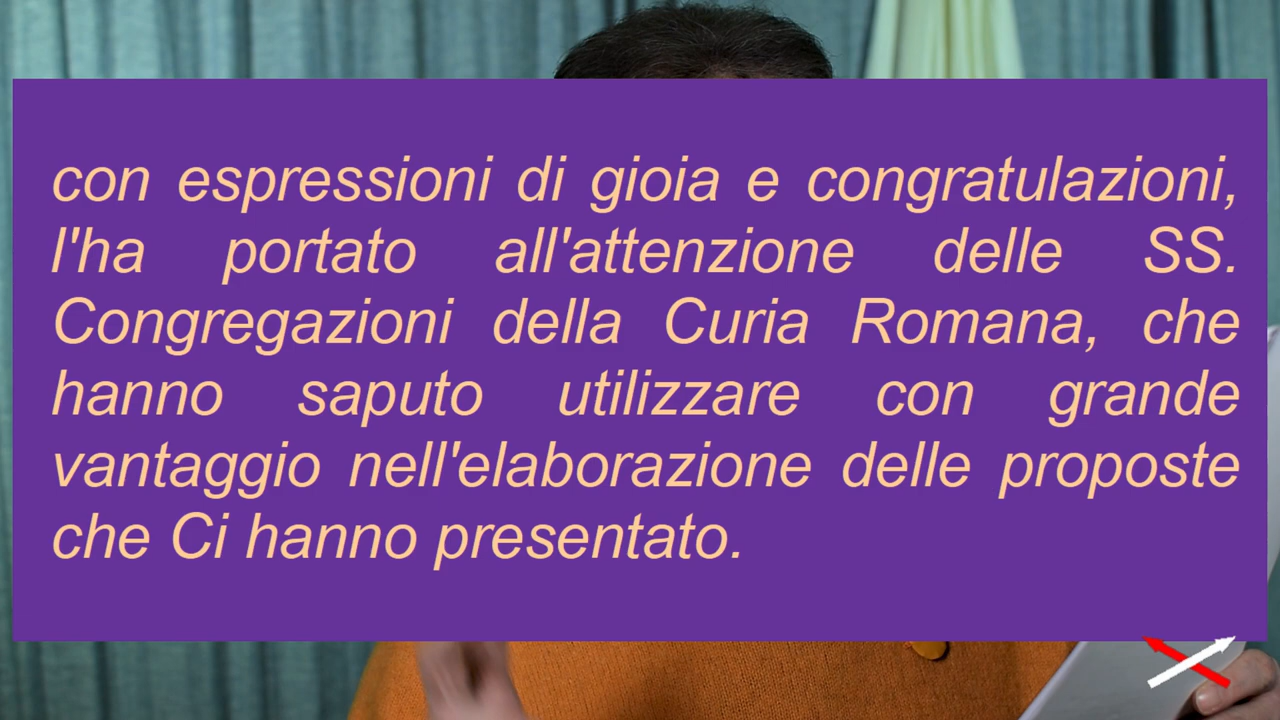 con espressioni di gioia e congratulazioni,
l'ha portato all'attenzione delle SS.
Congregazioni della Curia Romana, che
hanno saputo utilizzare con grande
vantaggio nell'elaborazione delle proposte
che Ci hanno presentato.